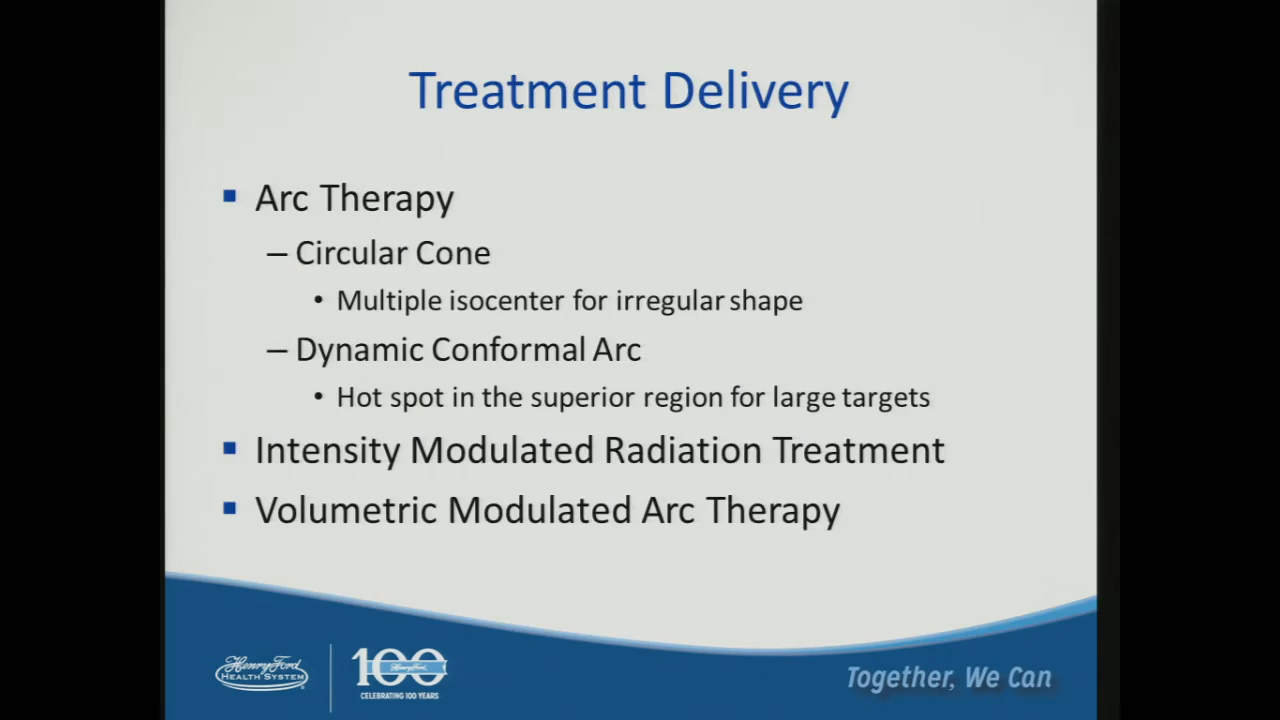 Treatment Delivery
▪ Arc Therapy
– Circular Cone
• Multiple isocenter for irregular shape
– Dynamic Conformal Arc
• Hot spot in the superior region for large targets
▪ Intensity Modulated Radiation Treatment
▪ Volumetric Modulated Arc Therapy
Henry Ford
HEALTH SYSTEM
100
Henry Ford
CELEBRATING 100 YEARS
Together, We Can